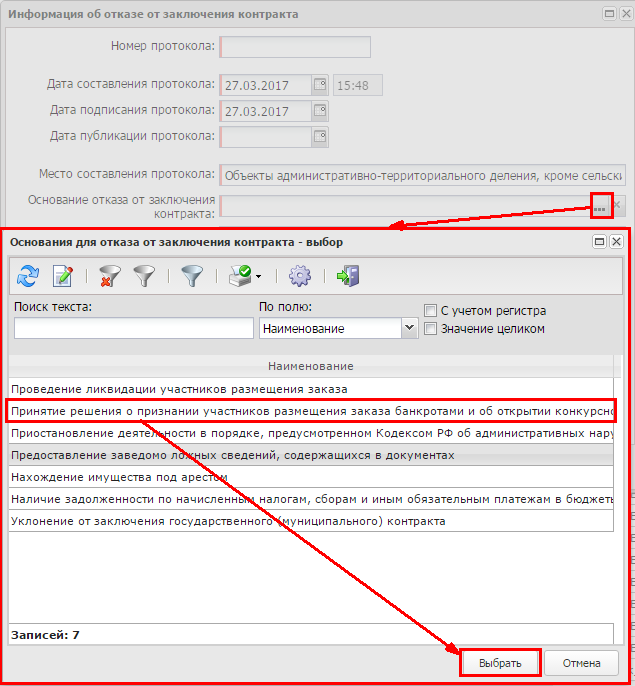 Информация об отказе от заключения контракта
Номер протокола:
Дата составления протокола: 27.03.2017 15:48
Дата подписания протокола: 27.03.2017
Дата публикации протокола:
Место составления протокола: Объекты административно-территориального деления, кроме сельски
Основание отказа от заключения
контракта:
...
Основания для отказа от заключения контракта - выбор
Поиск текста: По полю: С учетом регистра
Наименование Значение целиком
Наименование
Проведение ликвидации участников размещения заказа
Принятие решения о признании участников размещения заказа банкротами и об открытии конкурсно
Приостановление деятельности в порядке, предусмотренном Кодексом РФ об административных нару
Предоставление заведомо ложных сведений, содержащихся в документах
Нахождение имущества под арестом
Наличие задолженности по начисленным налогам, сборам и иным обязательным платежам в бюджеты
Уклонение от заключения государственного (муниципального) контракта
Записей: 7
Выбрать Отмена